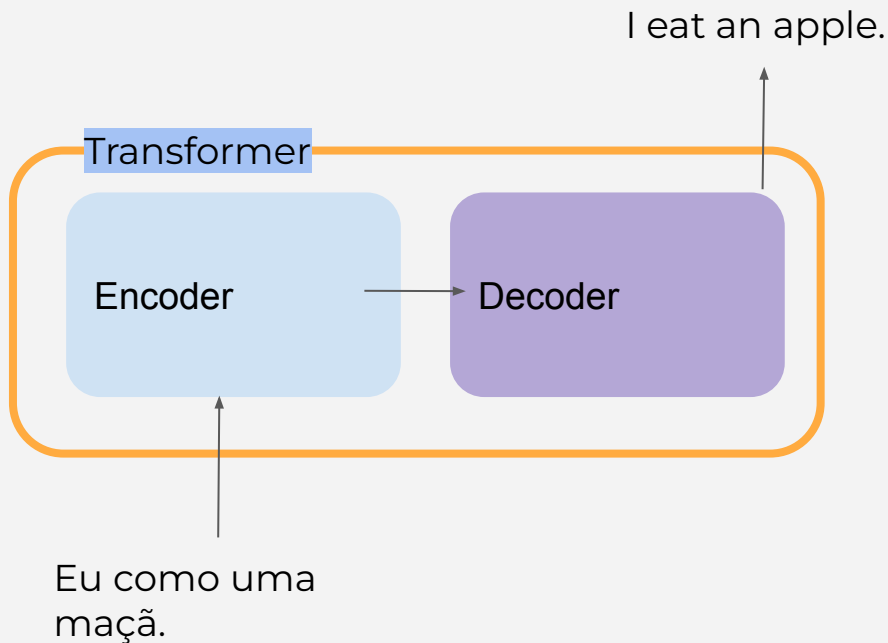 I eat an apple.
Transformer
Encoder
Decoder
Eu como uma
maçã.